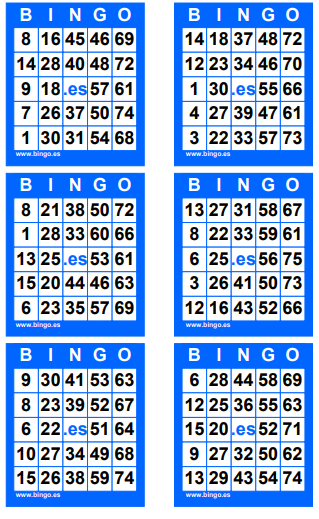 B I N G O
8 16 45 46 69
14 28 40 48 72
9 18 .es 57 61
7 26 37 50 74
1 30 31 54 68
www.bingo.es
B I N G O
14 18 37 48 72
12 23 34 46 70
1 30 .es 55 66
4 27 39 47 61
3 22 33 57 73
www.bingo.es
B I N G O
8 21 38 50 72
1 28 33 60 66
13 25 .es 53 61
15 20 44 46 63
6 23 35 57 69
www.bingo.es
B I N G O
13 27 31 58 67
8 22 33 59 61
6 25 .es 56 75
3 26 41 50 73
12 16 43 52 66
www.bingo.es
B I N G O
9 30 41 53 63
8 23 39 52 67
6 22 .es 51 64
10 27 34 49 68
15 26 38 59 74
www.bingo.es
B I N G O
6 28 44 58 69
12 25 36 55 63
15 20 .es 52 71
9 27 32 50 62
13 29 43 54 74
www.bingo.es